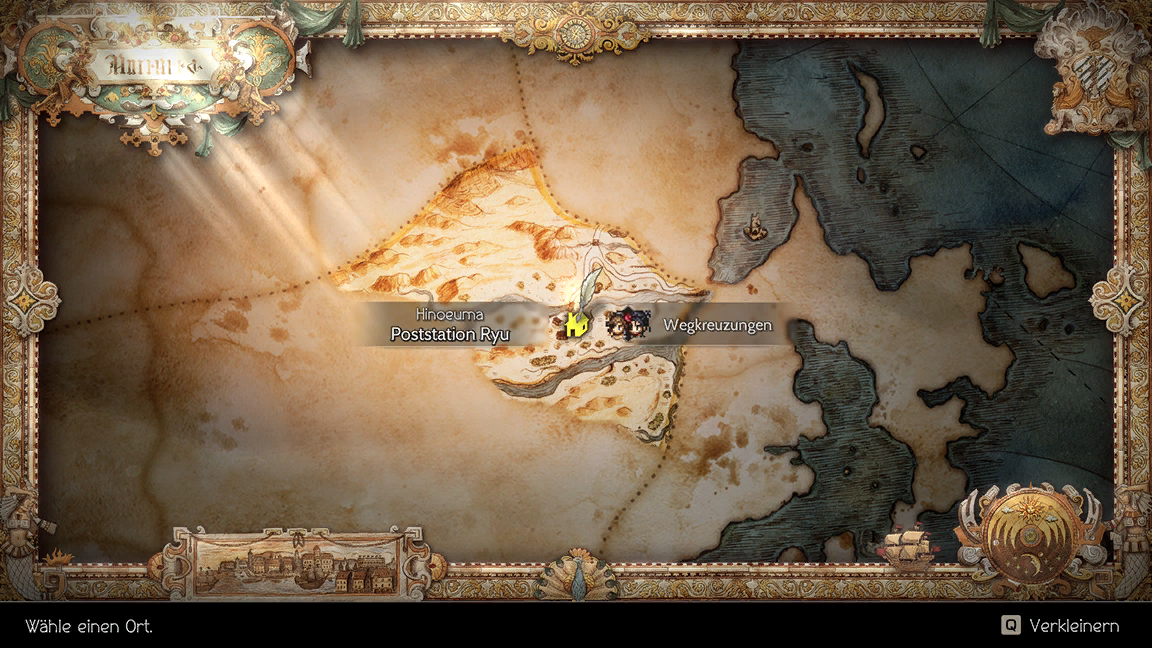 Hinoeuma
Poststation Ryu
Wegkreuzungen
Wähle einen Ort.
Q Verkleinern